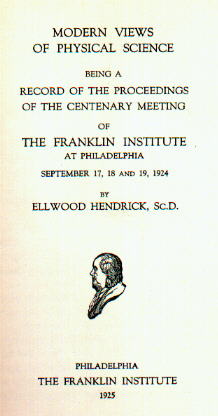 MODERN VIEWS
OF PHYSICAL SCIENCE
BEING A
RECORD OF THE PROCEEDINGS
OF THE CENTENARY MEETING
OF
THE FRANKLIN INSTITUTE
AT PHILADELPHIA
SEPTEMBER 17, 18 AND 19, 1924
BY
ELLWOOD HENDRICK, Sc.D.
PHILADELPHIA
THE FRANKLIN INSTITUTE
1925